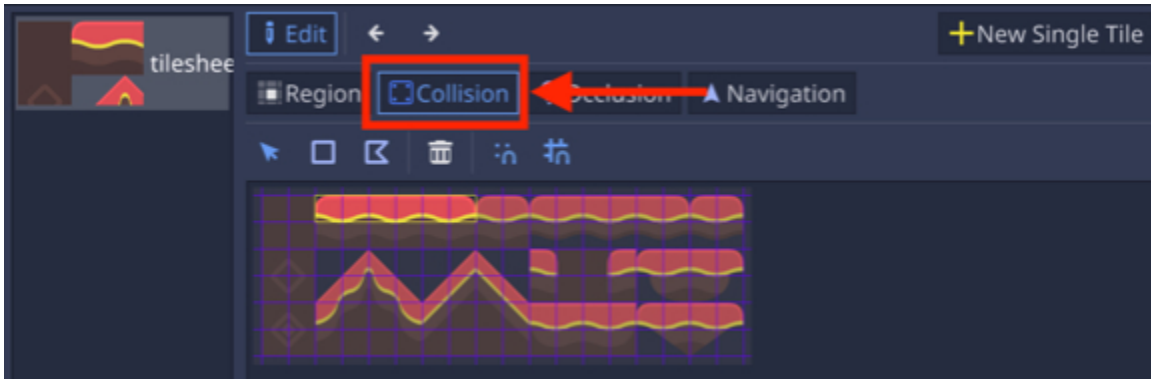 Edit
New Single Tile
tileshee
Region
Collision
Occlusion
Navigation